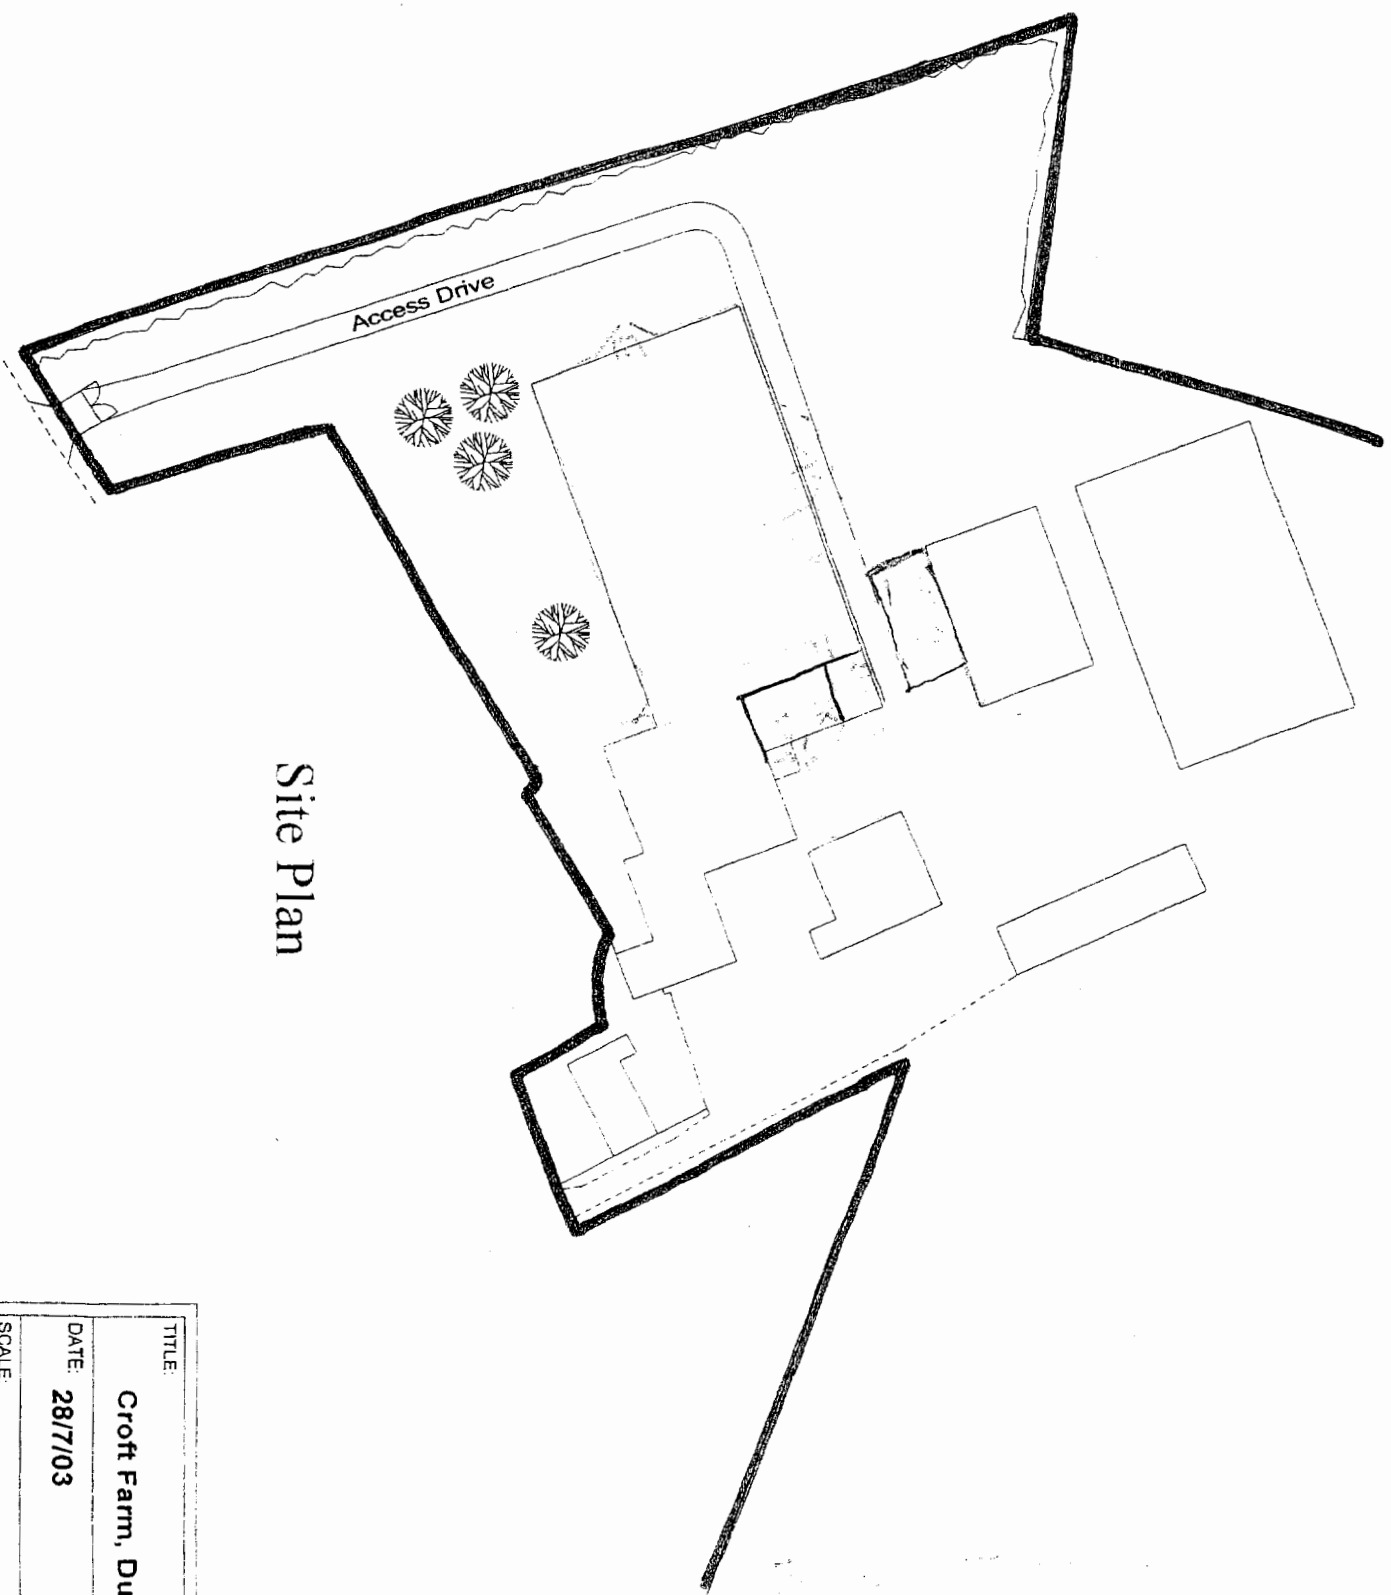 Access Drive
Site Plan
TITLE:
Croft Farm, Du
DATE: 28/7/03
SCALE: